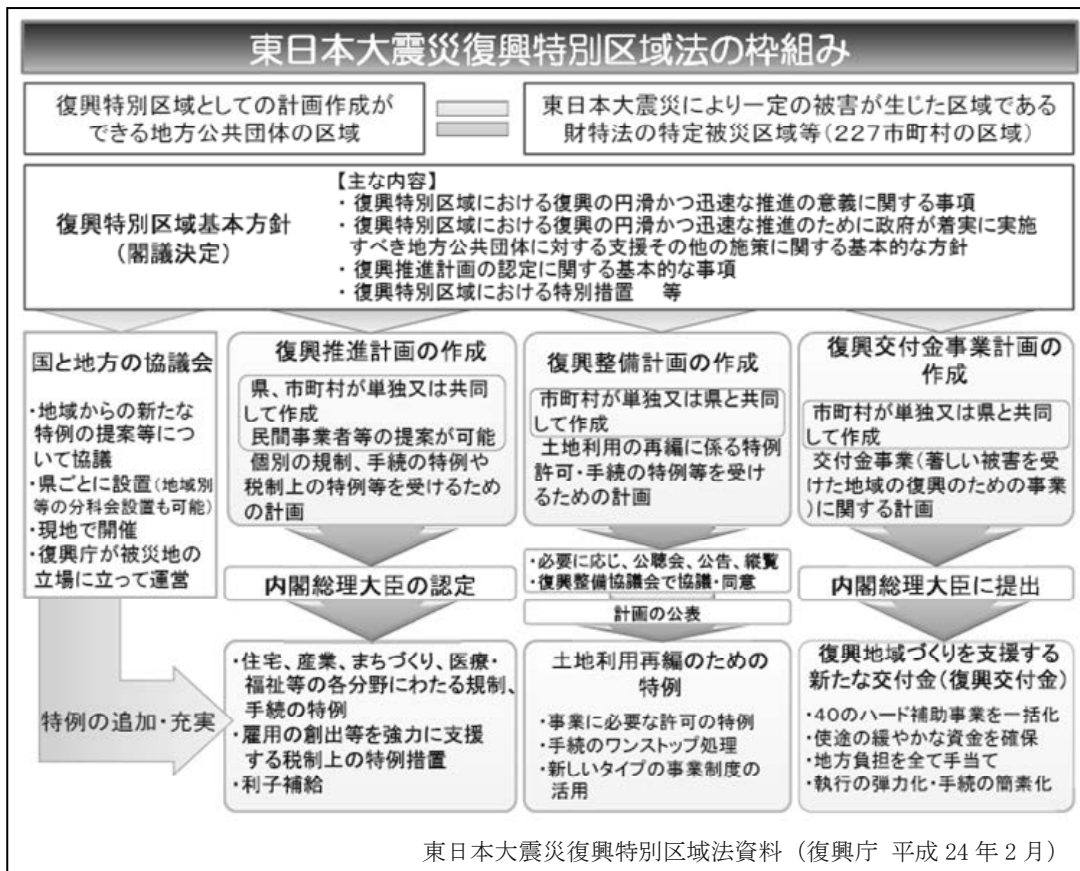 東日本大震災復興特別区域法の枠組み
復興特別区域としての計画作成が
できる地方公共団体の区域
東日本大震災により一定の被害が生じた区域である
財特法の特定被災区域等(227市町村の区域)
復興特別区域基本方針
(閣議決定)
【主な内容】
・復興特別区域における復興の円滑かつ迅速な推進の意義に関する事項
・復興特別区域における復興の円滑かつ迅速な推進のために政府が着実に実施
すべき地方公共団体に対する支援その他の施策に関する基本的な方針
・復興推進計画の認定に関する基本的な事項
・復興特別区域における特別措置 等
国と地方の協議会
・地域からの新たな
特例の提案等につ
いて協議
・県ごとに設置(地域別
等の分科会設置も可能)
・現地で開催
・復興庁が被災地の
立場に立って運営
特例の追加・充実
復興推進計画の作成
県、市町村が単独又は共同
して作成
民間事業者等の提案が可能
個別の規制、手続の特例や
税制上の特例等を受けるため
の計画
内閣総理大臣の認定
・住宅、産業、まちづくり、医療・
福祉等の各分野にわたる規制、
手続の特例
・雇用の創出等を強力に支援
する税制上の特例措置
・利子補給
復興整備計画の作成
市町村が単独又は県と共同
して作成
土地利用の再編に係る特例
許可・手続の特例等を受け
るための計画
・必要に応じ、公聴会、公告、縦覧
・復興整備協議会で協議・同意
計画の公表
土地利用再編のための
特例
・事業に必要な許可の特例
・手続のワンストップ処理
・新しいタイプの事業制度の
活用
復興交付金事業計画の
作成
市町村が単独又は県と共同
して作成
交付金事業(著しい被害を受
けた地域の復興のための事業
)に関する計画
内閣総理大臣に提出
復興地域づくりを支援する
新たな交付金(復興交付金)
・40のハード補助事業を一括化
・使途の緩やかな資金を確保
・地方負担を全て手当て
・執行の弾力化・手続の簡素化
東日本大震災復興特別区域法資料(復興庁 平成24年2月)